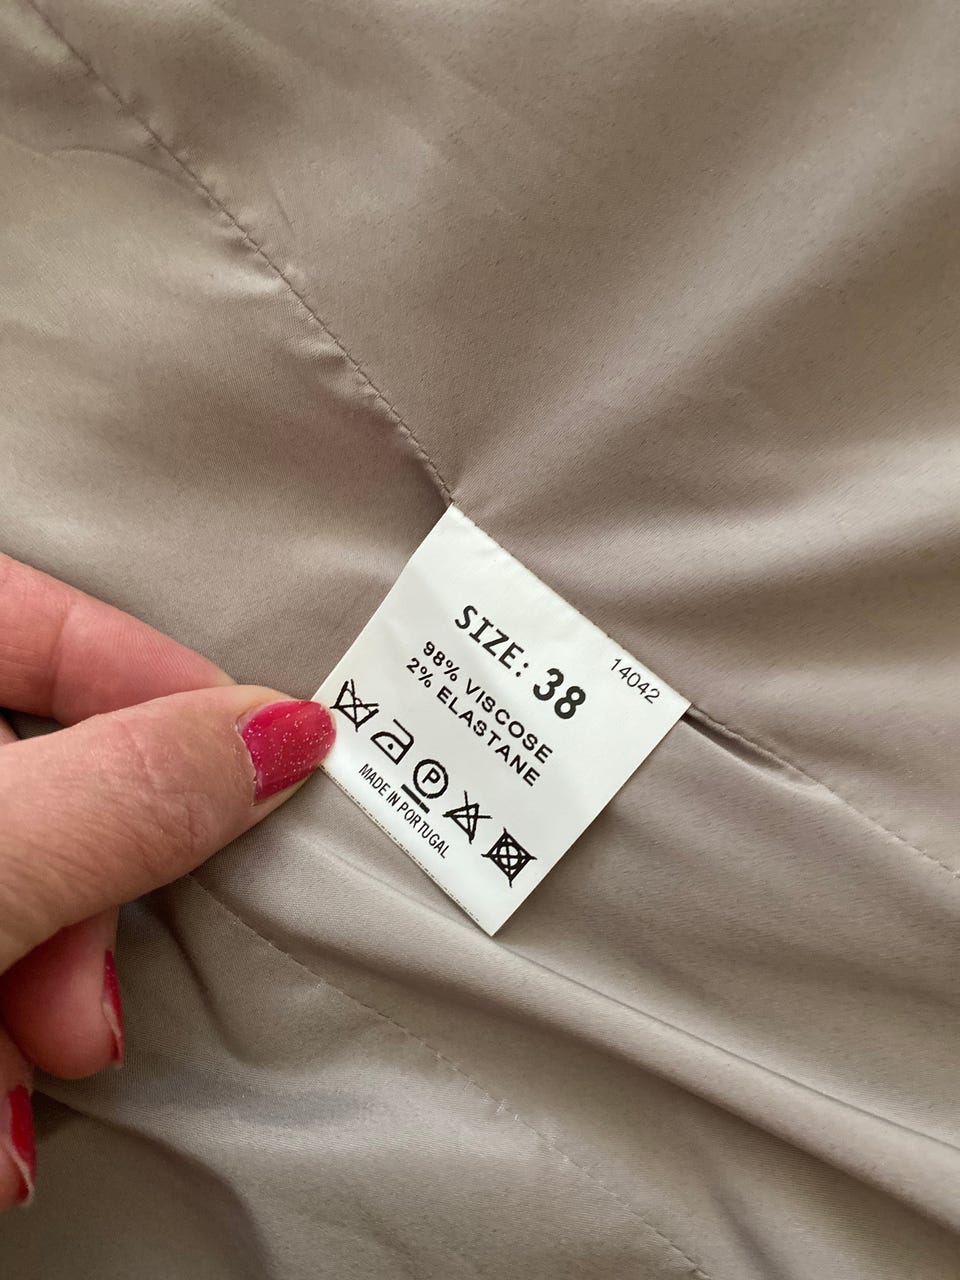 14042
SIZE: 38
98% VISCOSE
2% ELASTANE
P
MADE IN PORTUGAL